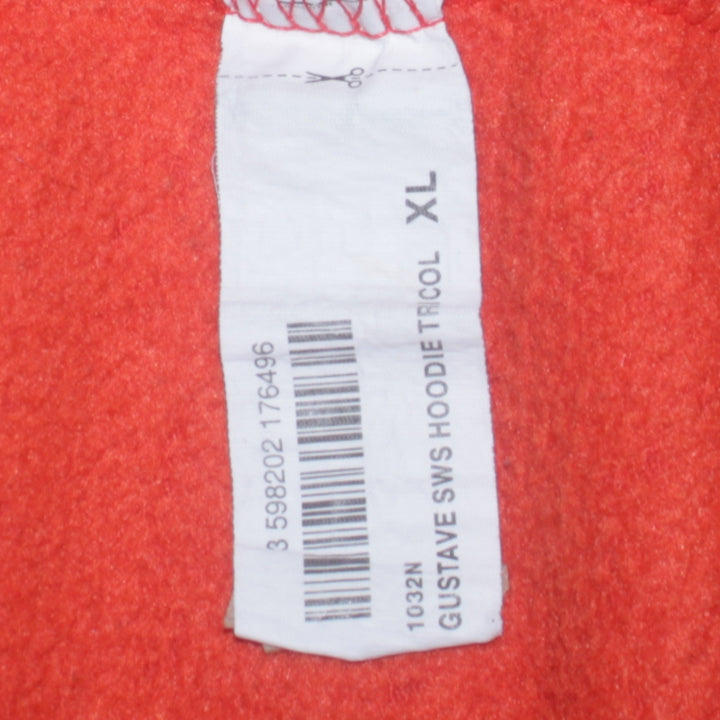 3 598202 176496
1032N
GUSTAVE SWS HOODIE TRICOL XL